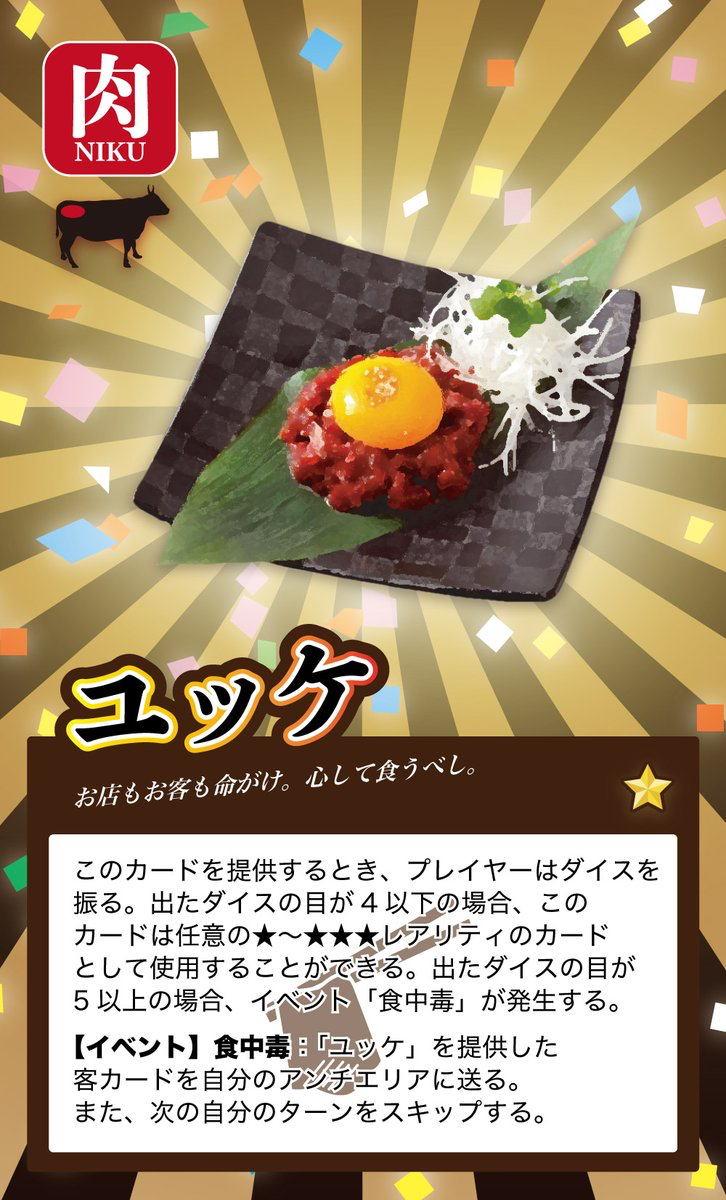 肉
NIKU
ユッケ
お店もお客も命がけ。心して食うべし。
このカードを提供するとき、プレイヤーはダイスを
振る。出たダイスの目が4以下の場合、この
カードは任意の★〜★★★レアリティのカード
として使用することができる。出たダイスの目が
5以上の場合、イベント「食中毒」が発生する。
【イベント】食中毒：「ユッケ」を提供した
客カードを自分のアンチエリアに送る。
また、次の自分のターンをスキップする。